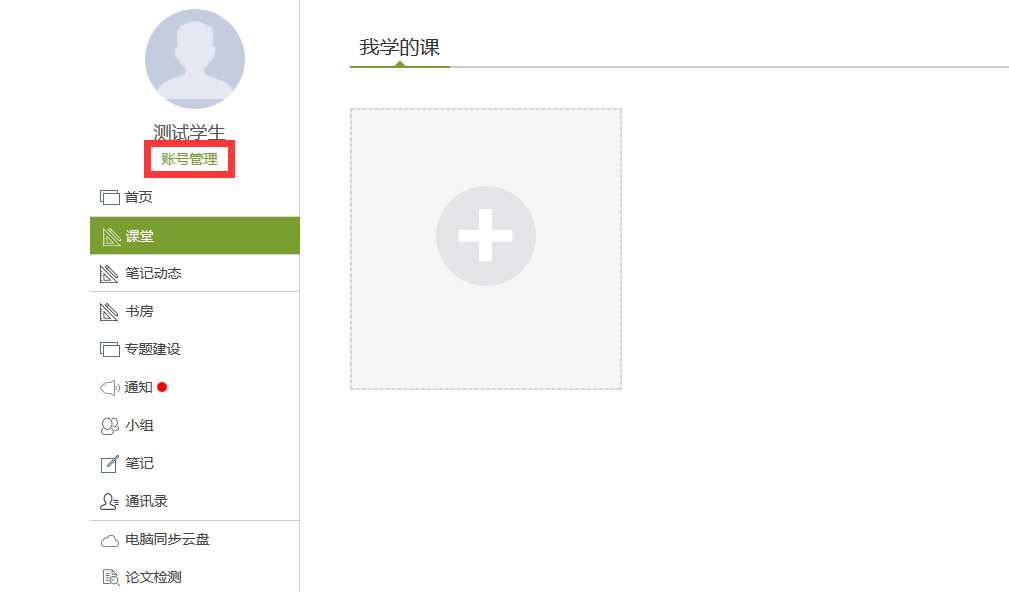 测试学生
账号管理
首页
课堂
笔记动态
书房
专题建设
通知
小组
笔记
通讯录
电脑同步云盘
论文检测
我学的课